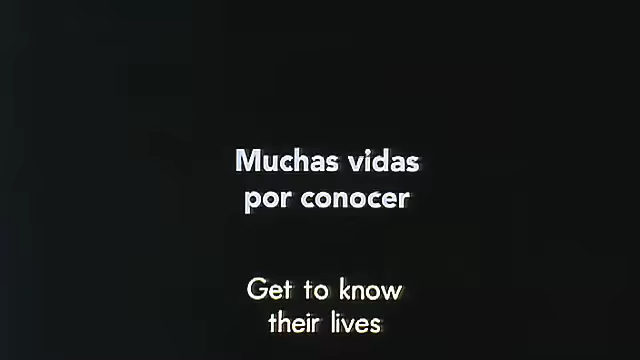 Muchas vidas
por conocer
Get to know
their lives